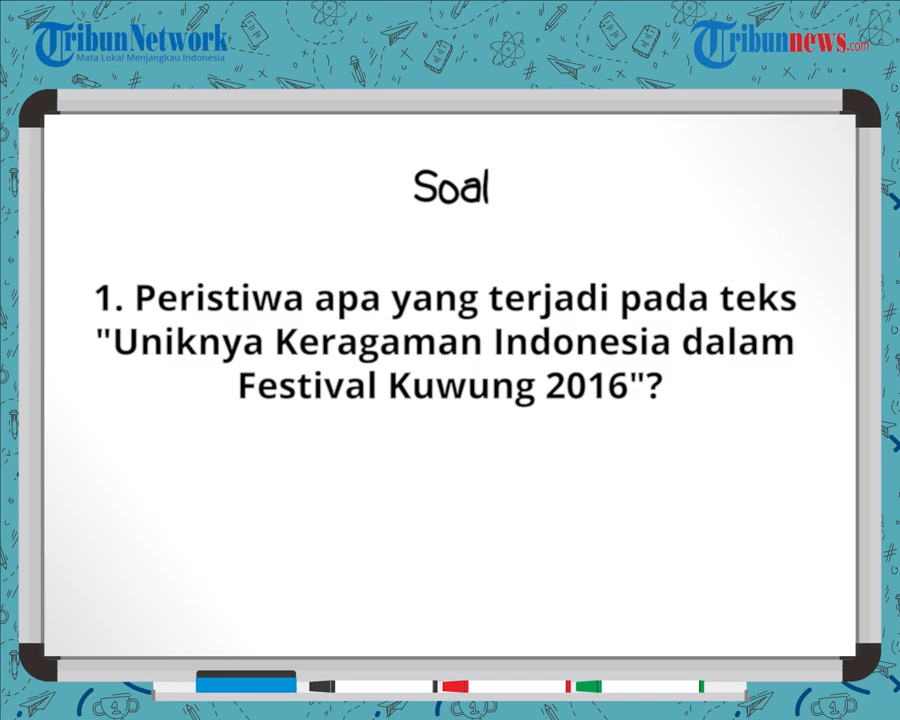 TribunNetwork
Mata Lokal Menjangkau Indonesia
Tribunnews.com
Soal
1. Peristiwa apa yang terjadi pada teks
"Uniknya Keragaman Indonesia dalam
Festival Kuwung 2016"?